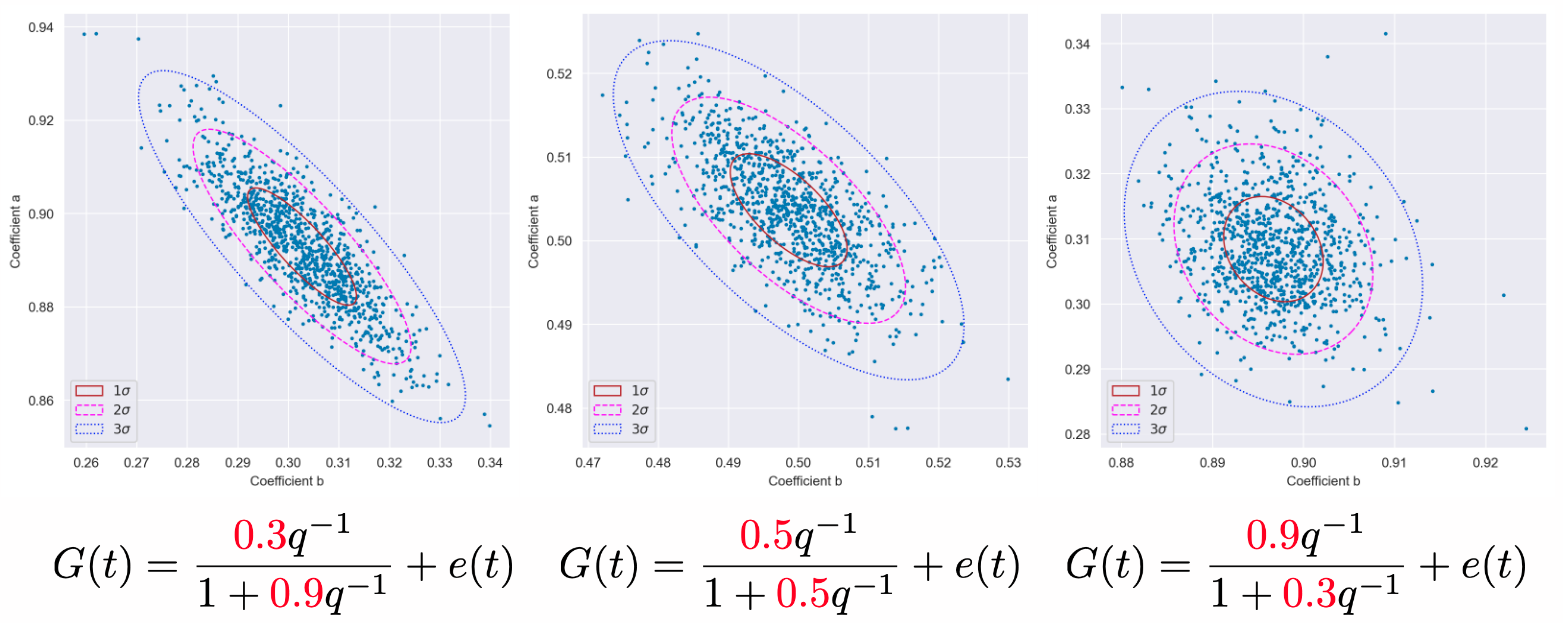 0.94
0.92
0.90
0.88
0.86
Coefficient a
1σ
2σ
3σ
0.26 0.27 0.28 0.29 0.30 0.31 0.32 0.33 0.34
Coefficient b
0.52
0.51
0.50
0.49
0.48
Coefficient a
1σ
2σ
3σ
0.47 0.48 0.49 0.50 0.51 0.52 0.53
Coefficient b
0.34
0.33
0.32
0.31
0.30
0.29
0.28
Coefficient a
1σ
2σ
3σ
0.88 0.89 0.90 0.91 0.92
Coefficient b
G(t) = \frac{0.3q^{-1}}{1 + 0.9q^{-1}} + e(t)
G(t) = \frac{0.5q^{-1}}{1 + 0.5q^{-1}} + e(t)
G(t) = \frac{0.9q^{-1}}{1 + 0.3q^{-1}} + e(t)